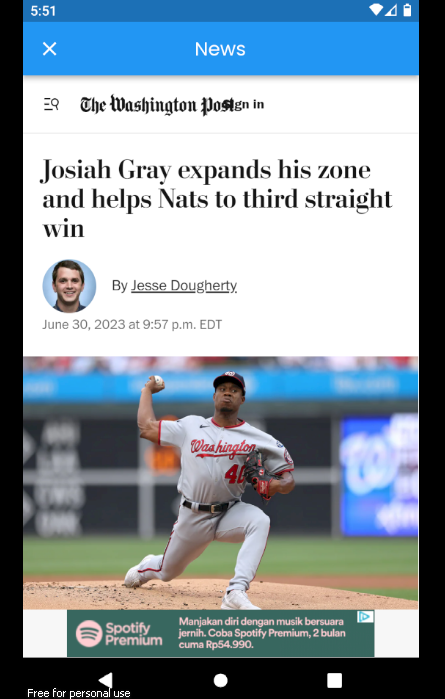 5:51
News
The Washington Post
Sign in
Josiah Gray expands his zone
and helps Nats to third straight
win
By Jesse Dougherty
June 30, 2023 at 9:57 p.m. EDT
Washington
40
Spotify
Premium
Manjakan diri dengan musik bersuara
jernih. Coba Spotify Premium, 2 bulan
cuma Rp54.990.
Free for personal use